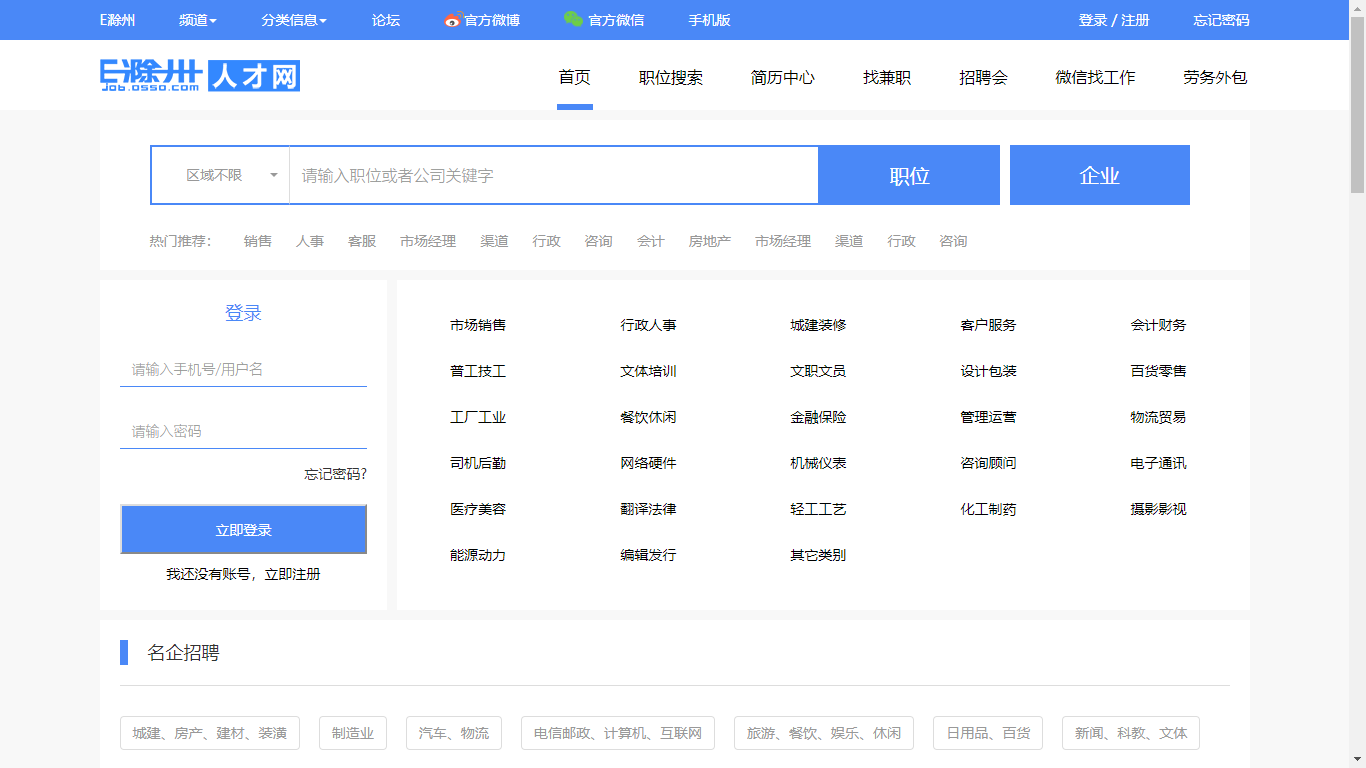 E滁州 频道 分类信息 论坛 官方微博 官方微信 手机版 登录 / 注册 忘记密码
E滁州 人才网 首页 职位搜索 简历中心 找兼职 招聘会 微信找工作 劳务外包
job.osso.com
区域不限 请输入职位或者公司关键字 职位 企业
热门推荐: 销售 人事 客服 市场经理 渠道 行政 咨询 会计 房地产 市场经理 渠道 行政 咨询
登录
请输入手机号/用户名
请输入密码
忘记密码?
立即登录
我还没有账号，立即注册
市场销售 行政人事 城建装修 客户服务 会计财务
普工技工 文体培训 文职文员 设计包装 百货零售
工厂工业 餐饮休闲 金融保险 管理运营 物流贸易
司机后勤 网络硬件 机械仪表 咨询顾问 电子通讯
医疗美容 翻译法律 轻工工艺 化工制药 摄影影视
能源动力 编辑发行 其它类别
名企招聘
城建、房产、建材、装潢 制造业 汽车、物流 电信邮政、计算机、互联网 旅游、餐饮、娱乐、休闲 日用品、百货 新闻、科教、文体